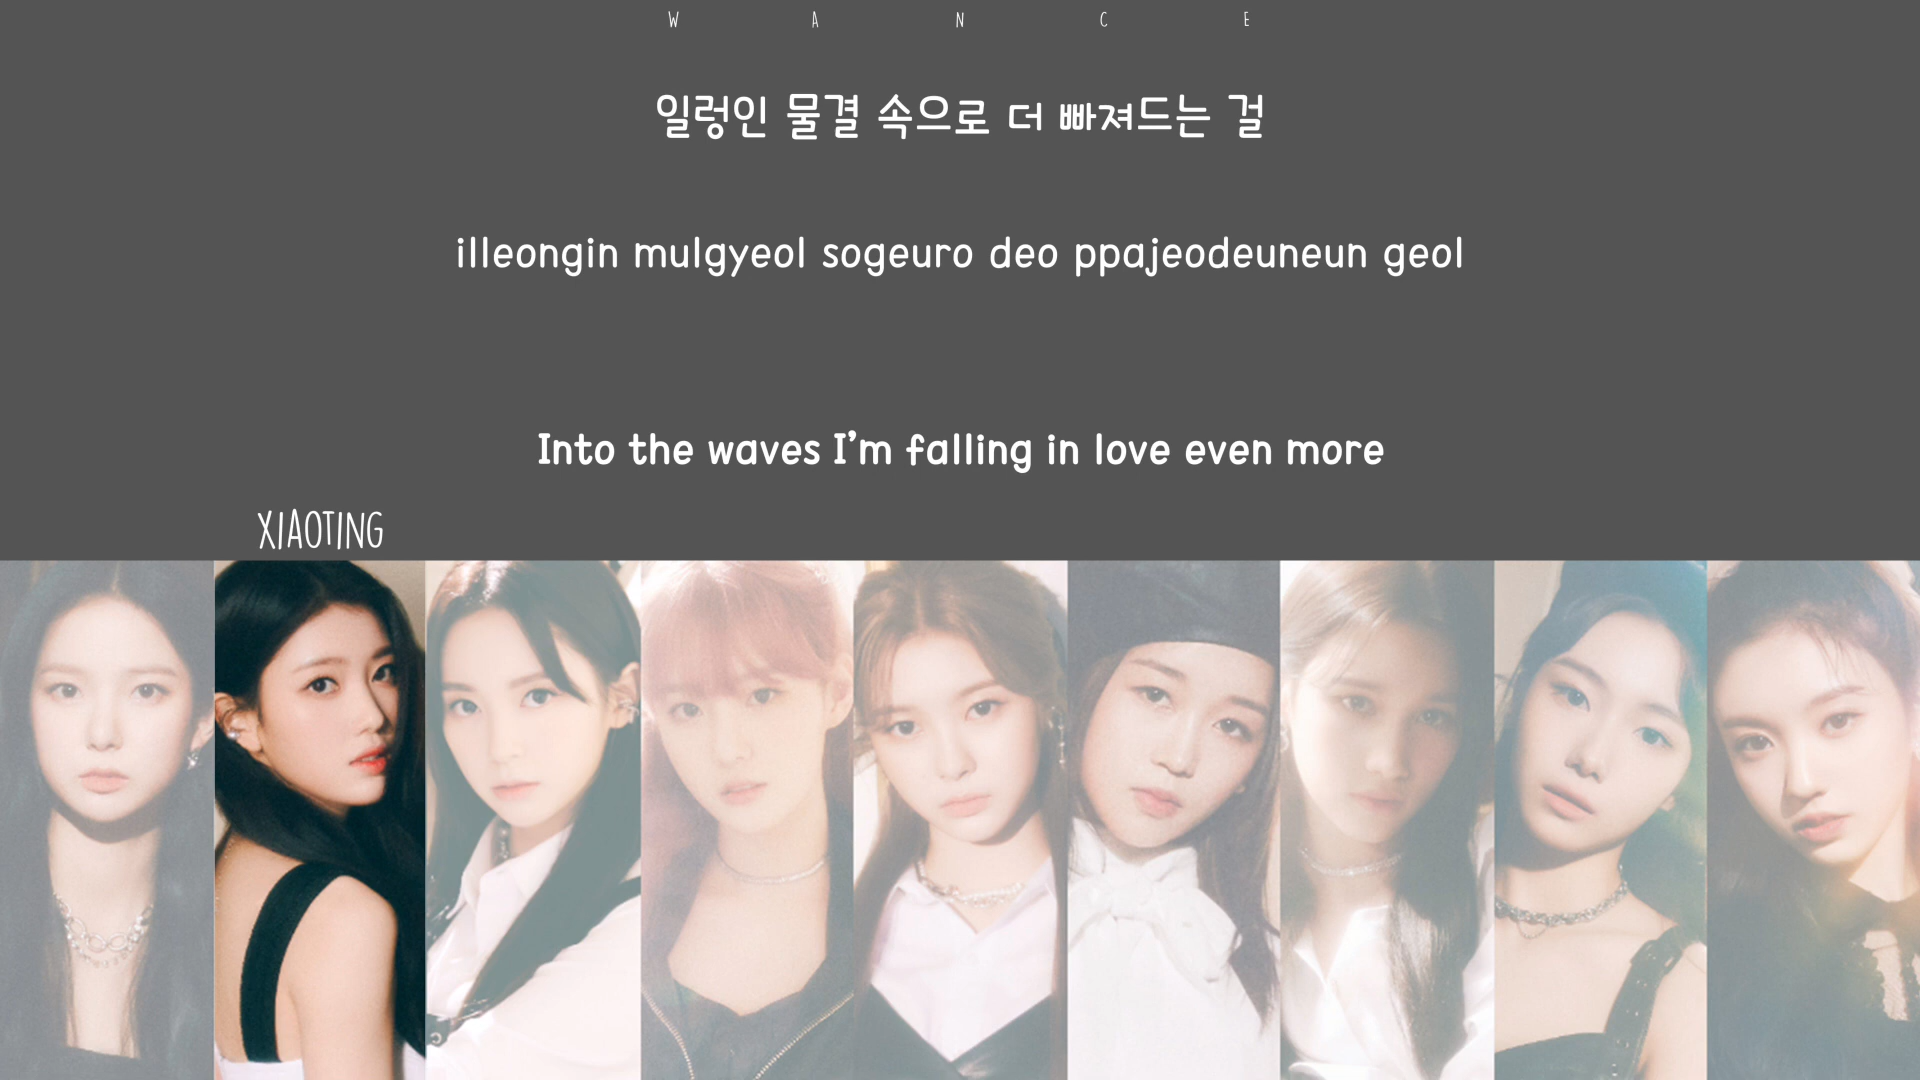 W A N C E
일렁인 물결 속으로 더 빠져드는 걸
illeongin mulgyeol sogeuro deo ppajeodeuneun geol
Into the waves I'm falling in love even more
XIAOTING